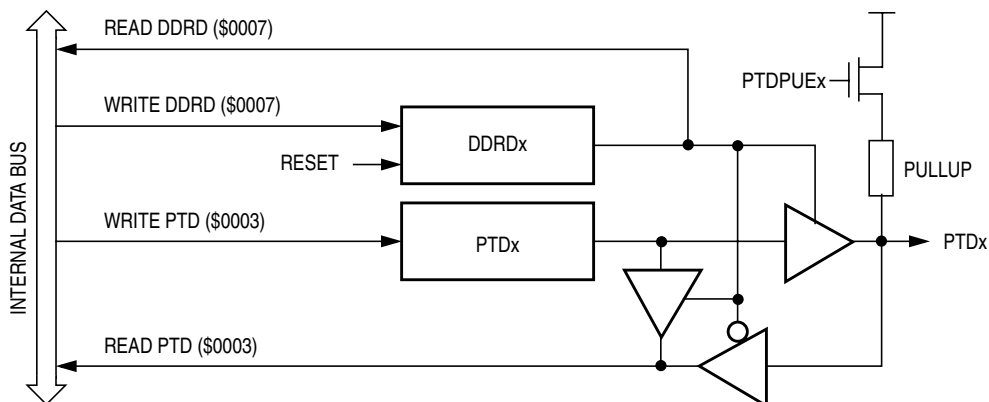 READ DDRD ($0007)
PTDPUEx
WRITE DDRD ($0007)
DDRDx
RESET
PULLUP
INTERNAL DATA BUS
WRITE PTD ($0003)
PTDx
PTDx
READ PTD ($0003)